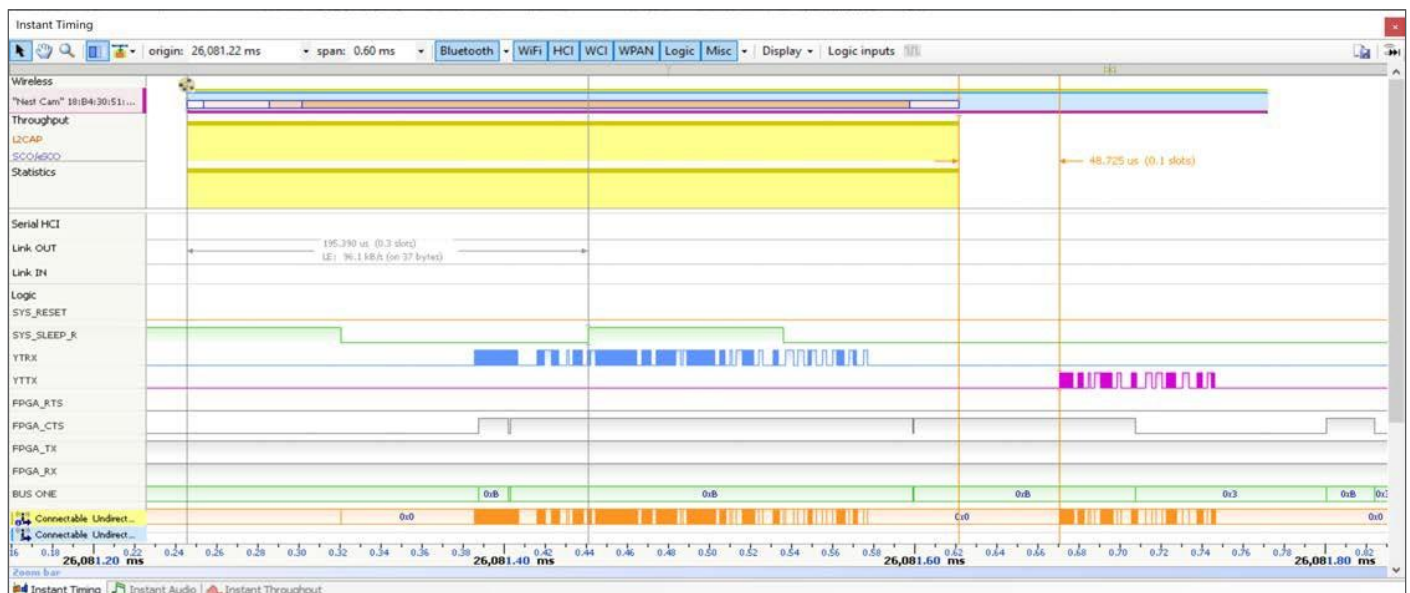 Instant Timing
origin: 26,081.22 ms span: 0.60 ms Bluetooth WiFi HCI WCI WPAN Logic Misc Display Logic inputs
Wireless
"Nest Cam" 18:B4:30:51:...
Throughput
L2CAP
SCO/eSCO
48.725 us (0.1 slots)
Statistics
Serial HCI
Link OUT
195.390 us (0.3 slots)
LE: 96.1 kB/s (on 37 bytes)
Link IN
Logic
SYS_RESET
SYS_SLEEP_R
YTRX
YTTX
FPGA_RTS
FPGA_CTS
FPGA_TX
FPGA_RX
BUS ONE 0xB 0xB 0xB 0x3 0xB
Connectable Undirect... 0x0 0x0 0x0
Connectable Undirect...
16 0.18 0.22 0.24 0.26 0.28 0.30 0.32 0.34 0.36 0.38 0.42 0.44 0.46 0.48 0.50 0.52 0.54 0.56 0.58 0.62 0.64 0.66 0.68 0.70 0.72 0.74 0.76 0.78 0.82
26,081.20 ms 26,081.40 ms 26,081.60 ms 26,081.80 ms
Zoom bar
Instant Timing Instant Audio Instant Throughput